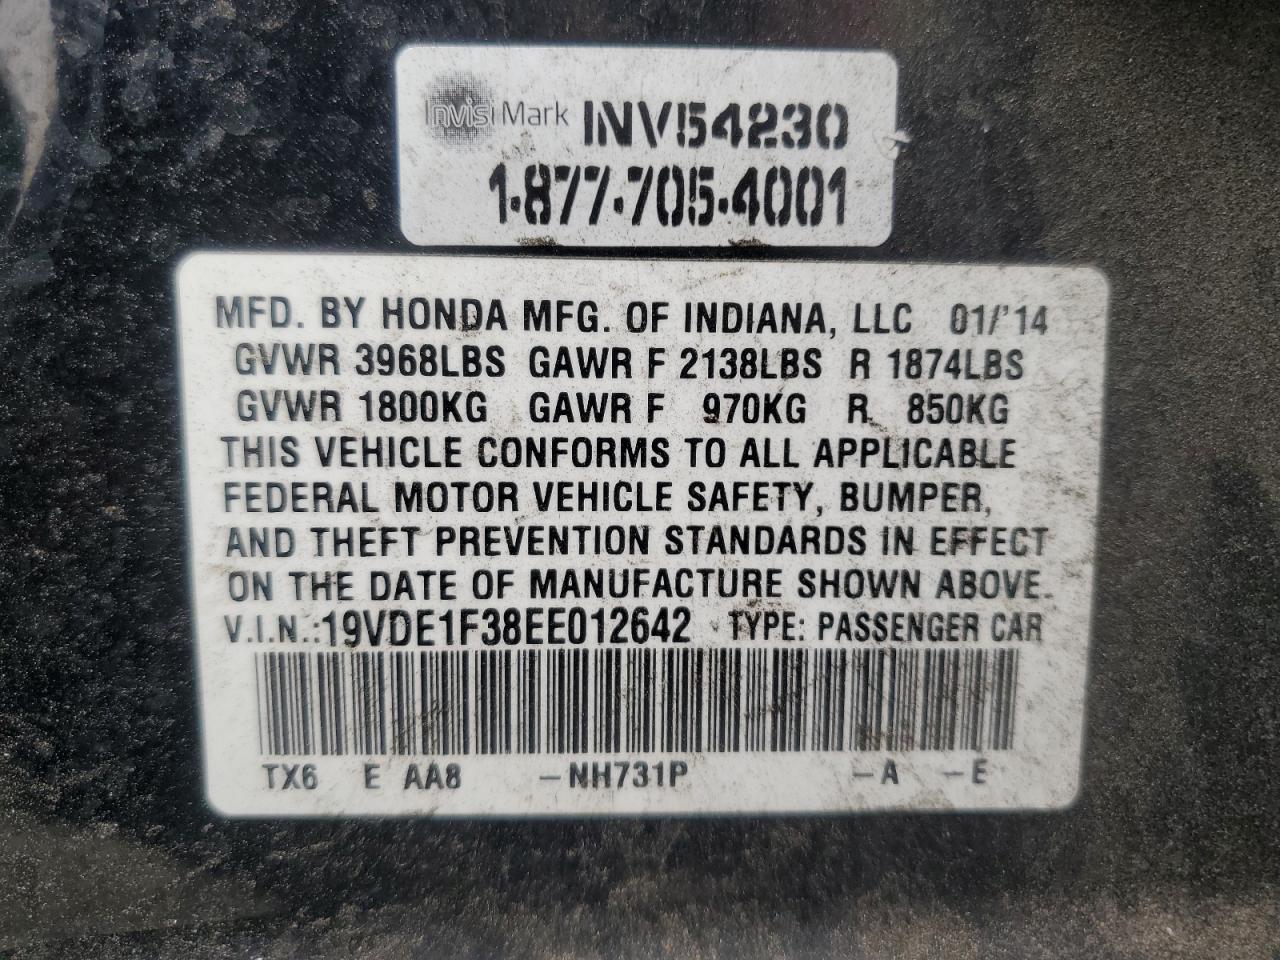 Invisi Mark INV54230
1-877-705-4001
MFD. BY HONDA MFG. OF INDIANA, LLC 01/'14
GVWR 3968LBS GAWR F 2138LBS R 1874LBS
GVWR 1800KG GAWR F 970KG R 850KG
THIS VEHICLE CONFORMS TO ALL APPLICABLE
FEDERAL MOTOR VEHICLE SAFETY, BUMPER,
AND THEFT PREVENTION STANDARDS IN EFFECT
ON THE DATE OF MANUFACTURE SHOWN ABOVE.
V.I.N.:19VDE1F38EE012642 TYPE: PASSENGER CAR
TX6 E AA8 -NH731P -A -E